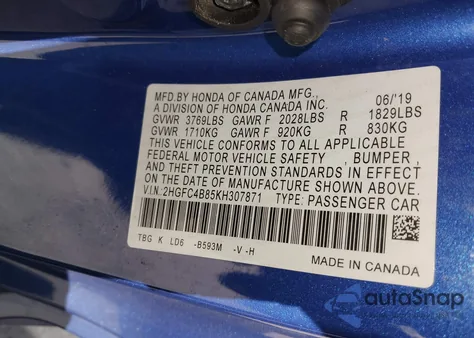 MFD.BY HONDA OF CANADA MFG., 06/'19
A DIVISION OF HONDA CANADA INC.
GVWR 3769LBS GAWR F 2028LBS R 1829LBS
GVWR 1710KG GAWR F 920KG R 830KG
THIS VEHICLE CONFORMS TO ALL APPLICABLE
FEDERAL MOTOR VEHICLE SAFETY , BUMPER ,
AND THEFT PREVENTION STANDARDS IN EFFECT
ON THE DATE OF MANUFACTURE SHOWN ABOVE.
V.I.N: 2HGFC4B85KH307871 TYPE: PASSENGER CAR
TBG K LD6 -B593M -V -H
MADE IN CANADA
autoSnap